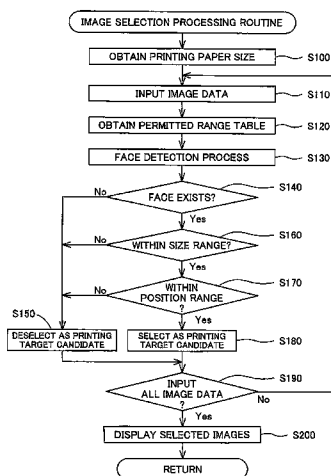 IMAGE SELECTION PROCESSING ROUTINE
OBTAIN PRINTING PAPER SIZE
S100
INPUT IMAGE DATA
S110
OBTAIN PERMITTED RANGE TABLE
S120
FACE DETECTION PROCESS
S130
S140
FACE EXISTS?
No
Yes
S160
WITHIN SIZE RANGE?
No
Yes
S170
WITHIN
POSITION RANGE
?
No
Yes
S150
DESELECT AS PRINTING
TARGET CANDIDATE
SELECT AS PRINTING
TARGET CANDIDATE
S180
S190
INPUT
ALL IMAGE DATA
?
No
Yes
S200
DISPLAY SELECTED IMAGES
RETURN